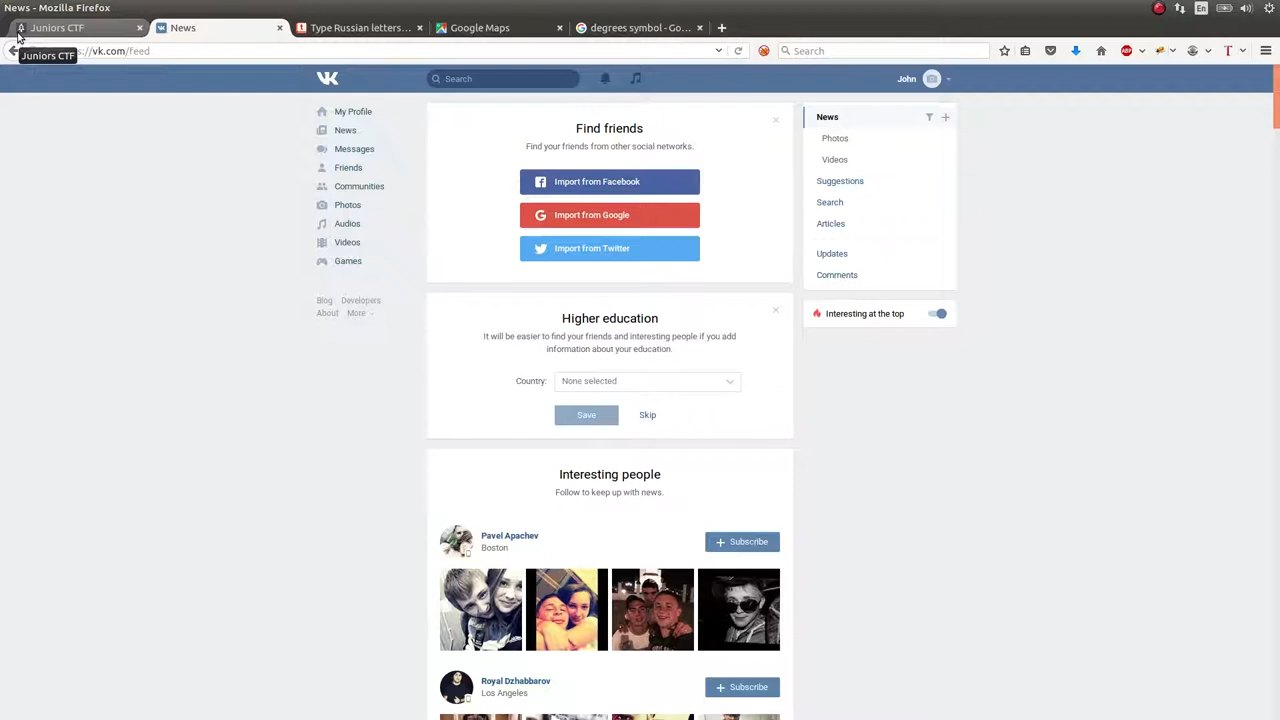 News - Mozilla Firefox
En
Juniors CTF
News
Type Russian letters...
Google Maps
degrees symbol - Go...
vk.com/feed
Search
ABP
Juniors CTF
Search
John
My Profile
News
Messages
Friends
Communities
Photos
Audios
Videos
Games
Blog Developers
About More
Find friends
Find your friends from other social networks.
Import from Facebook
Import from Google
Import from Twitter
Higher education
It will be easier to find your friends and interesting people if you add
information about your education.
Country: None selected
Save Skip
Interesting people
Follow to keep up with news.
Pavel Apachev
Boston
+ Subscribe
Royal Dzhabbarov
Los Angeles
+ Subscribe
News
Photos
Videos
Suggestions
Search
Articles
Updates
Comments
Interesting at the top